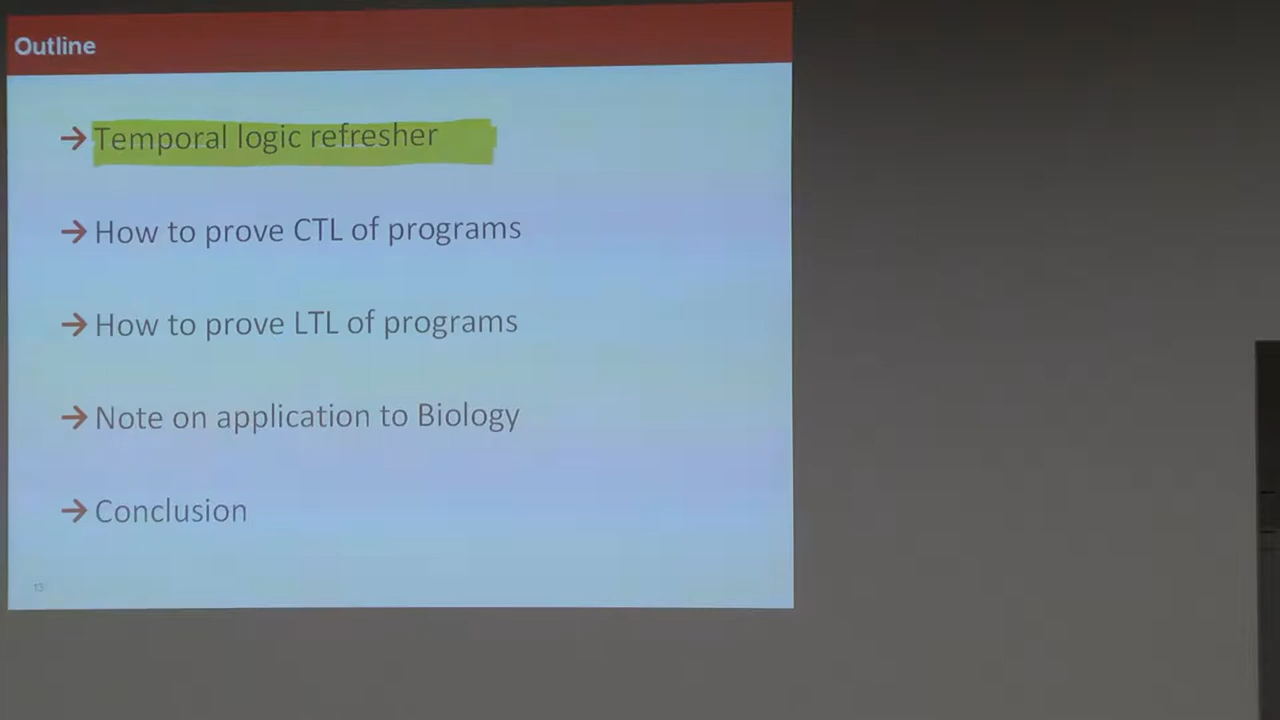 Outline
→ Temporal logic refresher
→ How to prove CTL of programs
→ How to prove LTL of programs
→ Note on application to Biology
→ Conclusion
13